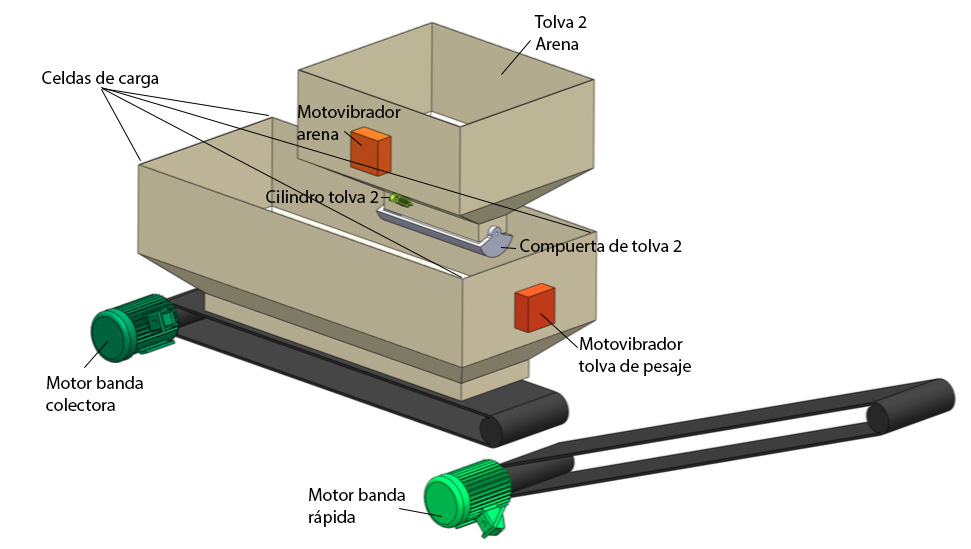 Tolva 2
Arena
Celdas de carga
Motovibrador
arena
Cilindro tolva 2
Compuerta de tolva 2
Motovibrador
tolva de pesaje
Motor banda
colectora
Motor banda
rápida